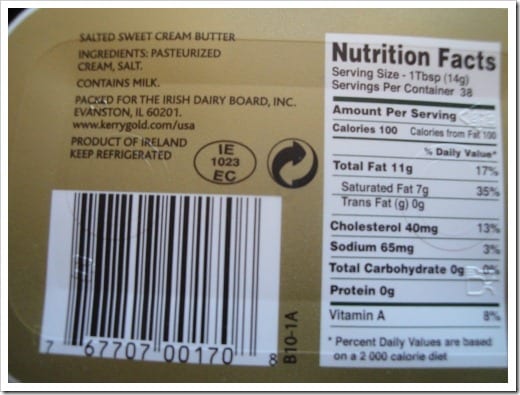 SALTED SWEET CREAM BUTTER
INGREDIENTS: PASTEURIZED
CREAM, SALT.
CONTAINS MILK.
PACKED FOR THE IRISH DAIRY BOARD, INC.
EVANSTON, IL 60201.
www.kerrygold.com/usa
PRODUCT OF IRELAND
KEEP REFRIGERATED
IE
1023
EC
7 67707 00170 8
B10-1A
Nutrition Facts
Serving Size - 1Tbsp (14g)
Servings Per Container 38
Amount Per Serving
Calories 100 Calories from Fat 100
% Daily Value*
Total Fat 11g 17%
Saturated Fat 7g 35%
Trans Fat (g) 0g
Cholesterol 40mg 13%
Sodium 65mg 3%
Total Carbohydrate 0g 0%
Protein 0g
Vitamin A 8%
* Percent Daily Values are based
on a 2 000 calorie diet